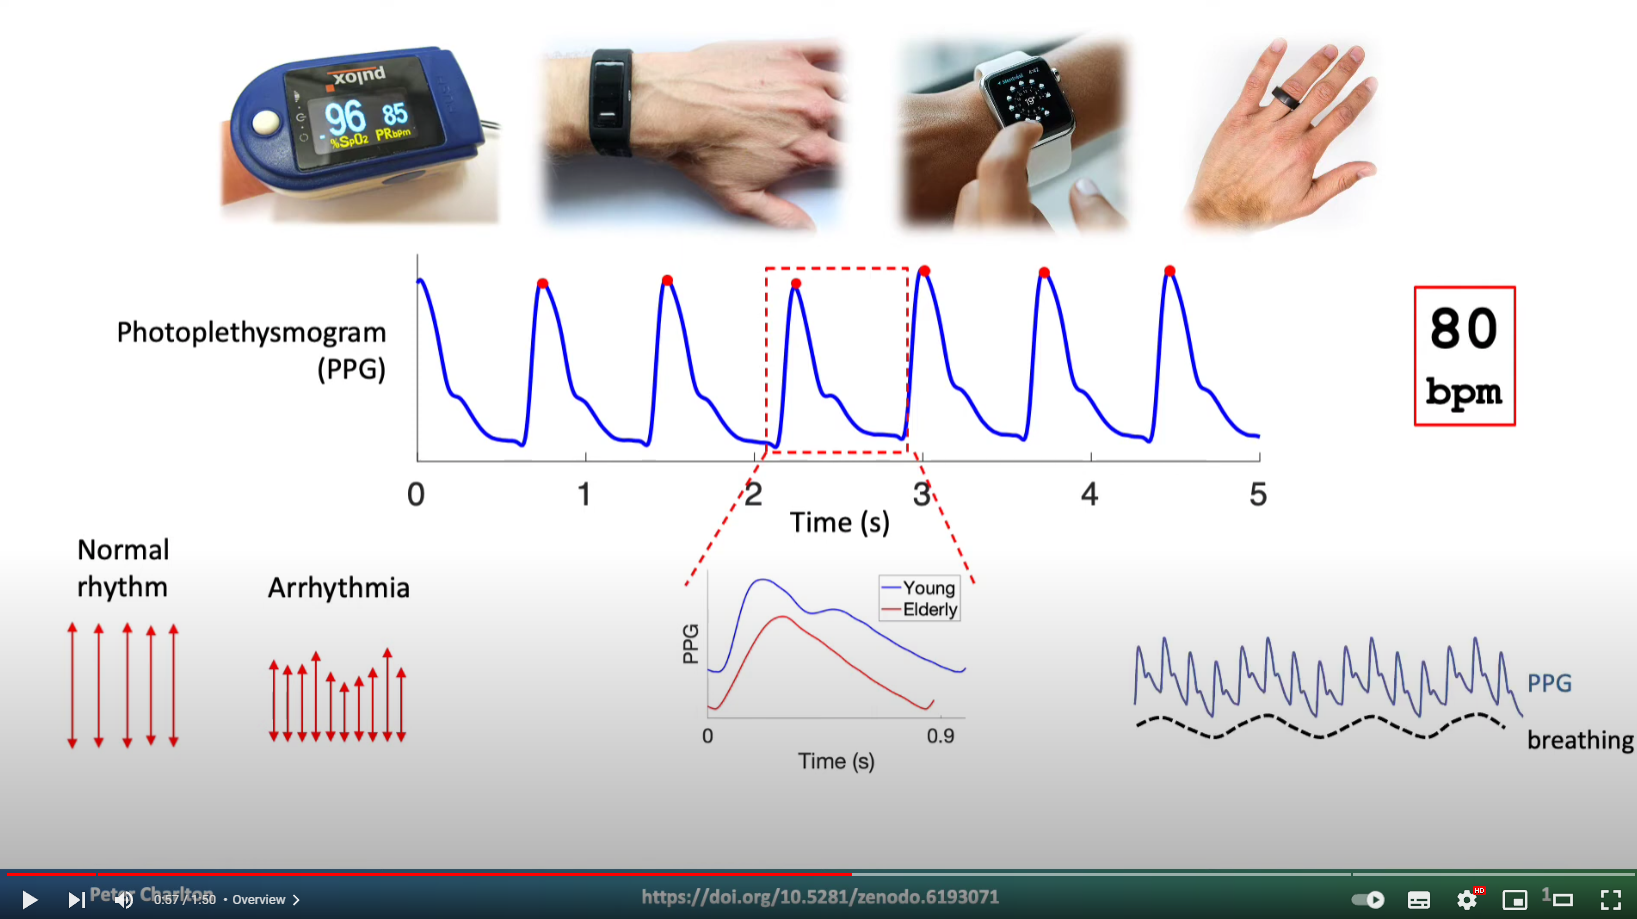 pulox
96 85
%SpO2 PRbpm
Photoplethysmogram
(PPG)
80
bpm
0 1 2 3 4 5
Time (s)
Normal
rhythm
Arrhythmia
Young
Elderly
PPG
0 0.9
Time (s)
PPG
breathing
Peter Charlton
https://doi.org/10.5281/zenodo.6193071
1
0:57 / 1:50 • Overview >
HD